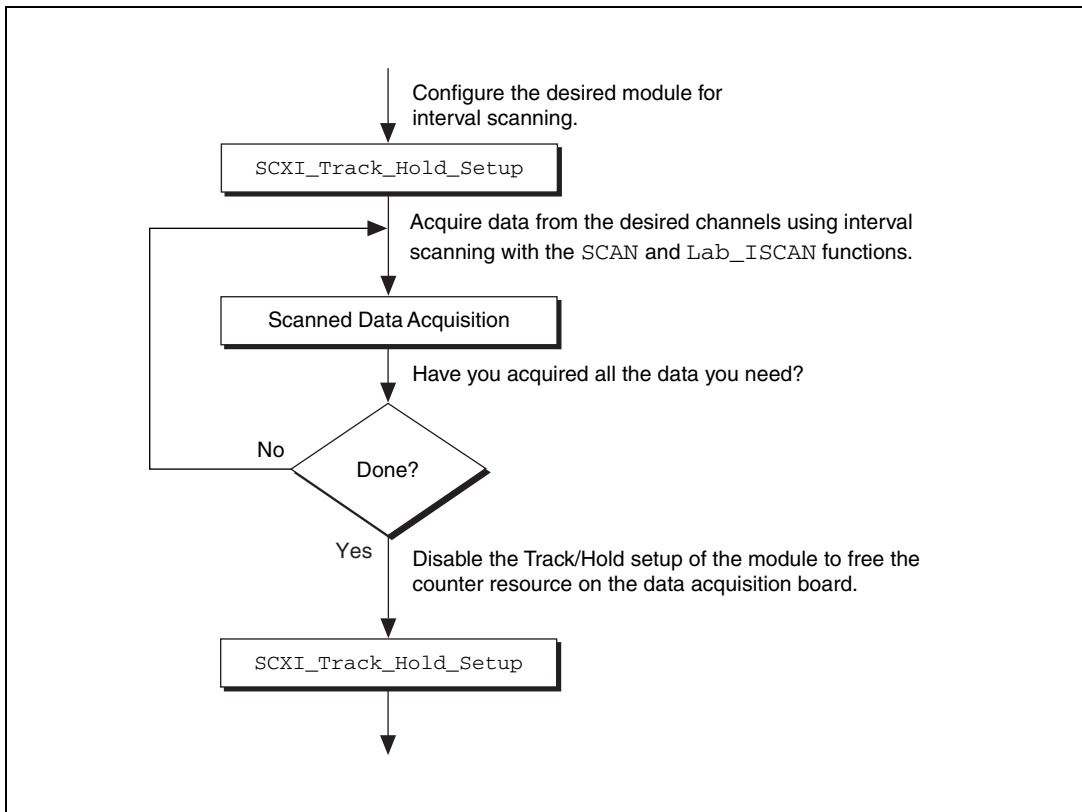 Configure the desired module for
interval scanning.
SCXI_Track_Hold_Setup
Acquire data from the desired channels using interval
scanning with the SCAN and Lab_ISCAN functions.
Scanned Data Acquisition
Have you acquired all the data you need?
No
Done?
Yes
Disable the Track/Hold setup of the module to free the
counter resource on the data acquisition board.
SCXI_Track_Hold_Setup